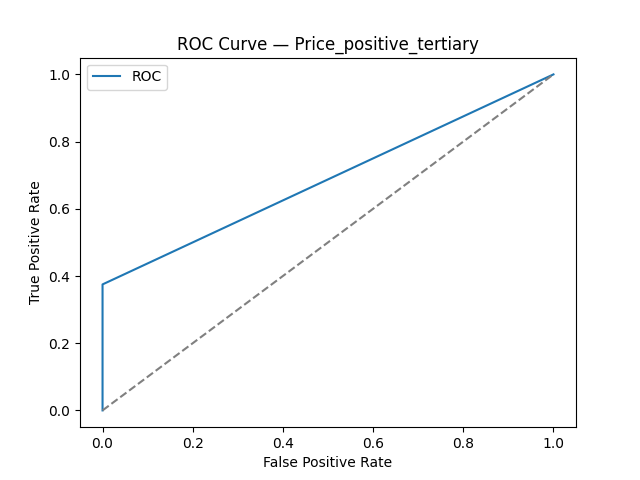 ROC Curve — Price_positive_tertiary
ROC
True Positive Rate
1.0
0.8
0.6
0.4
0.2
0.0
0.0 0.2 0.4 0.6 0.8 1.0
False Positive Rate